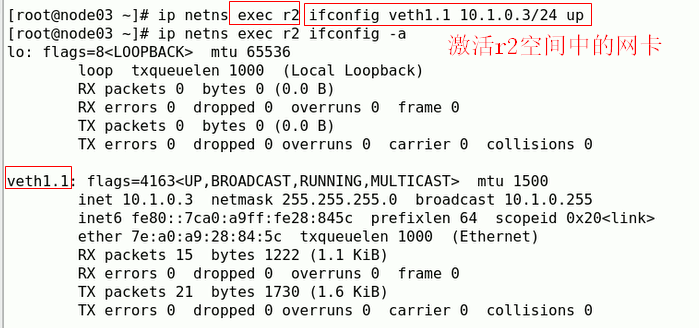 [root@node03 ~]# ip netns exec r2 ifconfig veth1.1 10.1.0.3/24 up
[root@node03 ~]# ip netns exec r2 ifconfig -a
激活r2空间中的网卡
lo: flags=8<LOOPBACK>  mtu 65536
        loop  txqueuelen 1000  (Local Loopback)
        RX packets 0  bytes 0 (0.0 B)
        RX errors 0  dropped 0  overruns 0  frame 0
        TX packets 0  bytes 0 (0.0 B)
        TX errors 0  dropped 0 overruns 0  carrier 0  collisions 0
veth1.1: flags=4163<UP,BROADCAST,RUNNING,MULTICAST>  mtu 1500
        inet 10.1.0.3  netmask 255.255.255.0  broadcast 10.1.0.255
        inet6 fe80::7ca0:a9ff:fe28:845c  prefixlen 64  scopeid 0x20<link>
        ether 7e:a0:a9:28:84:5c  txqueuelen 1000  (Ethernet)
        RX packets 15  bytes 1222 (1.1 KiB)
        RX errors 0  dropped 0  overruns 0  frame 0
        TX packets 21  bytes 1730 (1.6 KiB)
        TX errors 0  dropped 0 overruns 0  carrier 0  collisions 0